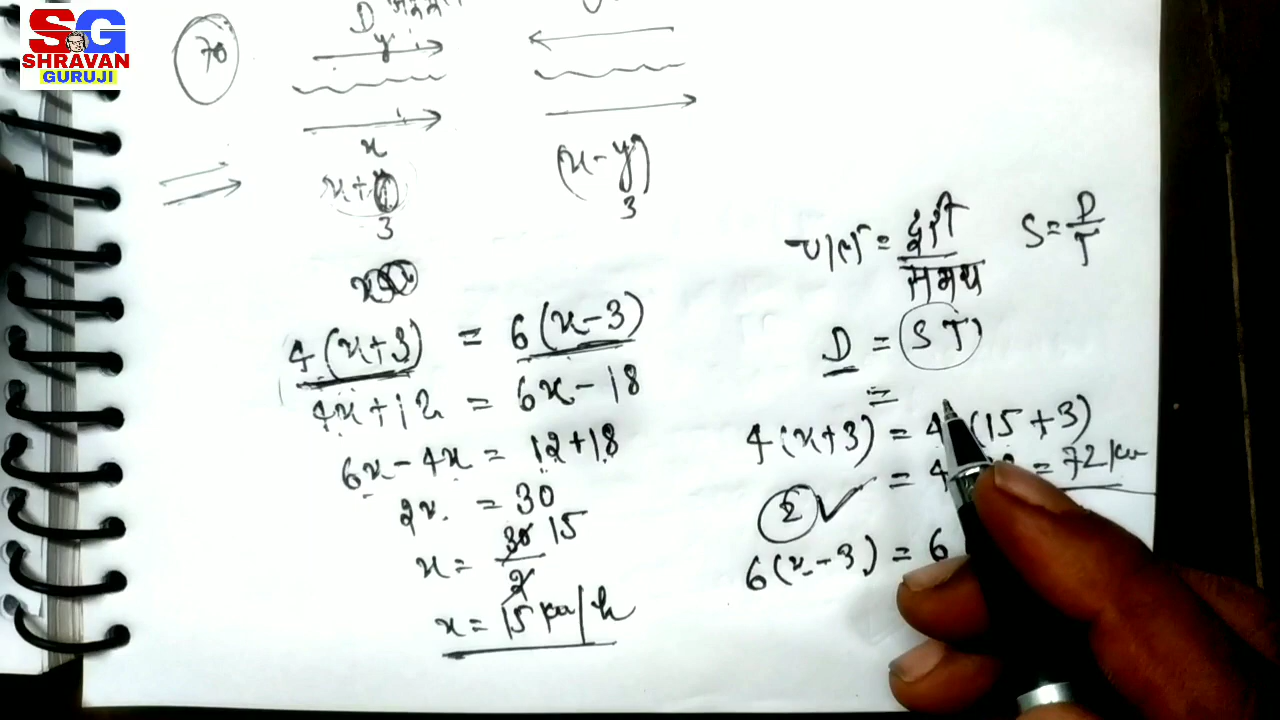 SG
SHRAVAN
GURUJI
70
D
y
x
x+y
3
(x-y)
3
4(x+3) = 6(x-3)
4x+12 = 6x-18
6x-4x = 12+18
2x = 30
x = 30/2 15
x = 15 km/h
चाल = दूरी/समय
S = D/T
D = ST
=
4(x+3) = 4(15+3)
= 4 = 72 km
2 ✓
6(x-3) = 6